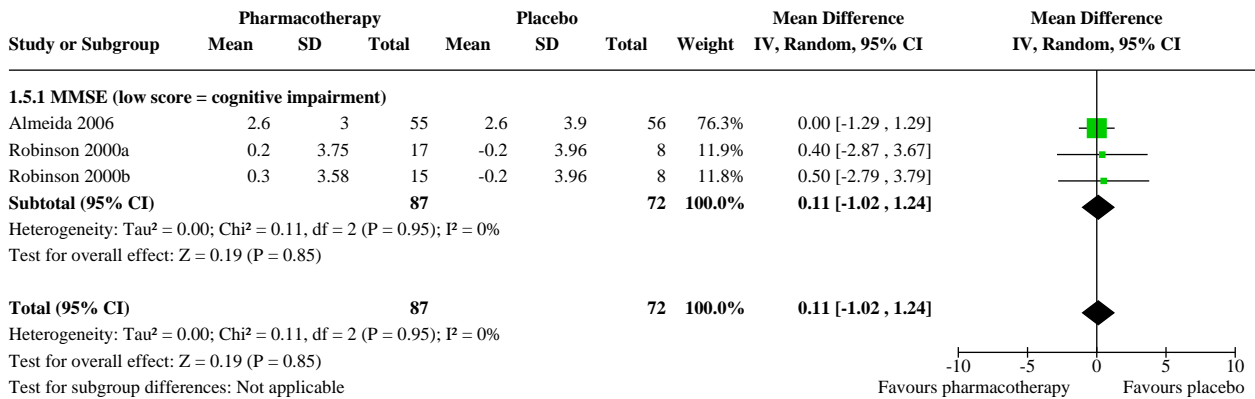 Pharmacotherapy Placebo Mean Difference Mean Difference
Study or Subgroup Mean SD Total Mean SD Total Weight IV, Random, 95% CI IV, Random, 95% CI
1.5.1 MMSE (low score = cognitive impairment)
Almeida 2006 2.6 3 55 2.6 3.9 56 76.3% 0.00 [-1.29 , 1.29]
Robinson 2000a 0.2 3.75 17 -0.2 3.96 8 11.9% 0.40 [-2.87 , 3.67]
Robinson 2000b 0.3 3.58 15 -0.2 3.96 8 11.8% 0.50 [-2.79 , 3.79]
Subtotal (95% CI) 87 72 100.0% 0.11 [-1.02 , 1.24]
Heterogeneity: Tau² = 0.00; Chi² = 0.11, df = 2 (P = 0.95); I² = 0%
Test for overall effect: Z = 0.19 (P = 0.85)
Total (95% CI) 87 72 100.0% 0.11 [-1.02 , 1.24]
Heterogeneity: Tau² = 0.00; Chi² = 0.11, df = 2 (P = 0.95); I² = 0%
Test for overall effect: Z = 0.19 (P = 0.85)
-10 -5 0 5 10
Test for subgroup differences: Not applicable Favours pharmacotherapy Favours placebo